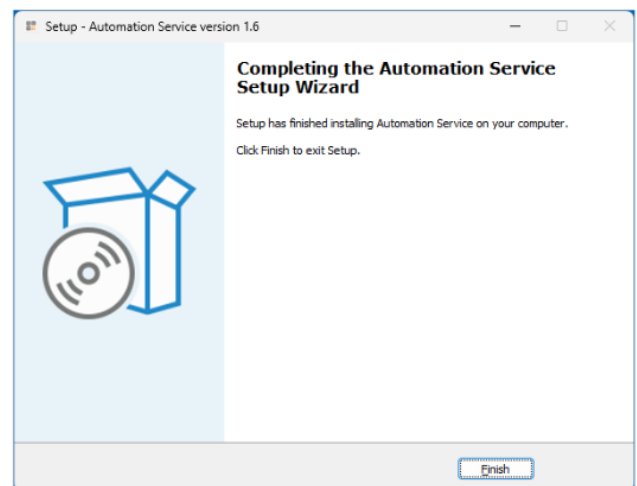 Setup - Automation Service version 1.6
Completing the Automation Service
Setup Wizard
Setup has finished installing Automation Service on your computer.
Click Finish to exit Setup.
Finish